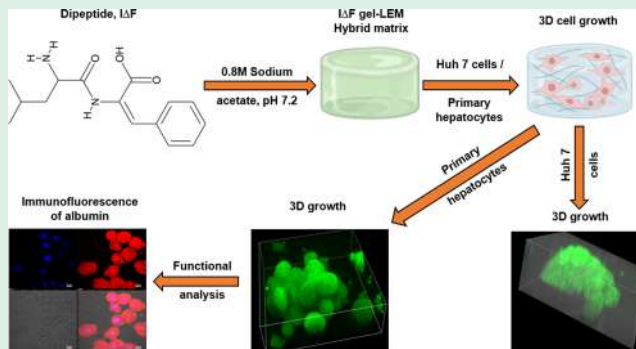 Dipeptide, IΔF
H
N
H
O
OH
O
N
H
0.8M Sodium
acetate, pH 7.2
IΔF gel-LEM
Hybrid matrix
Huh 7 cells /
Primary
hepatocytes
3D cell growth
Primary
hepatocytes
Huh 7
cells
3D growth
3D growth
Functional
analysis
Immunofluorescence
of albumin